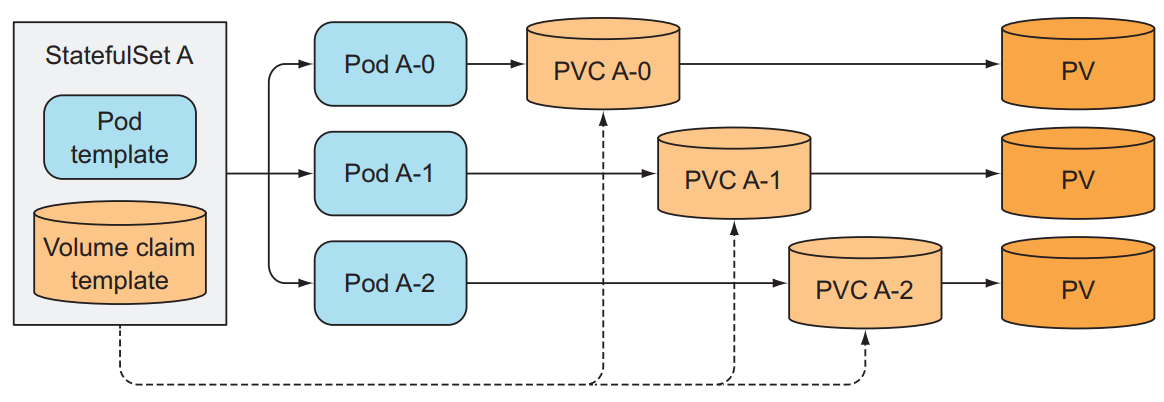 StatefulSet A
Pod
template
Volume claim
template
Pod A-0
PVC A-0
PV
Pod A-1
PVC A-1
PV
Pod A-2
PVC A-2
PV